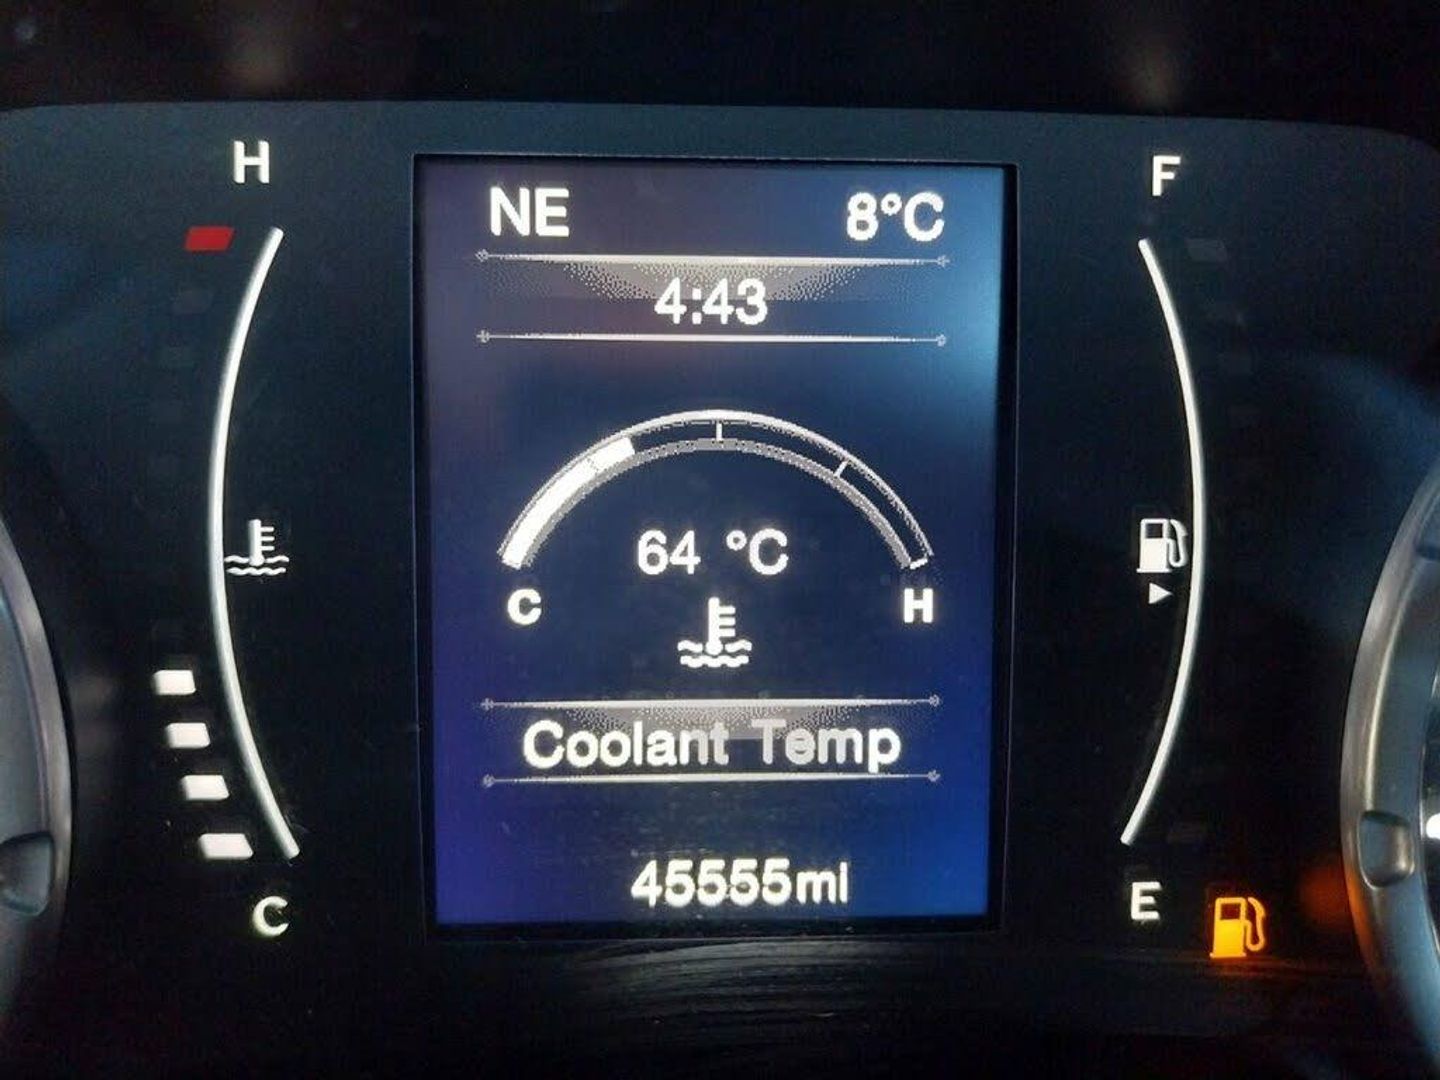 H
F
NE 8°C
4:43
64 °C
C H
Coolant Temp
45555mi
C
E